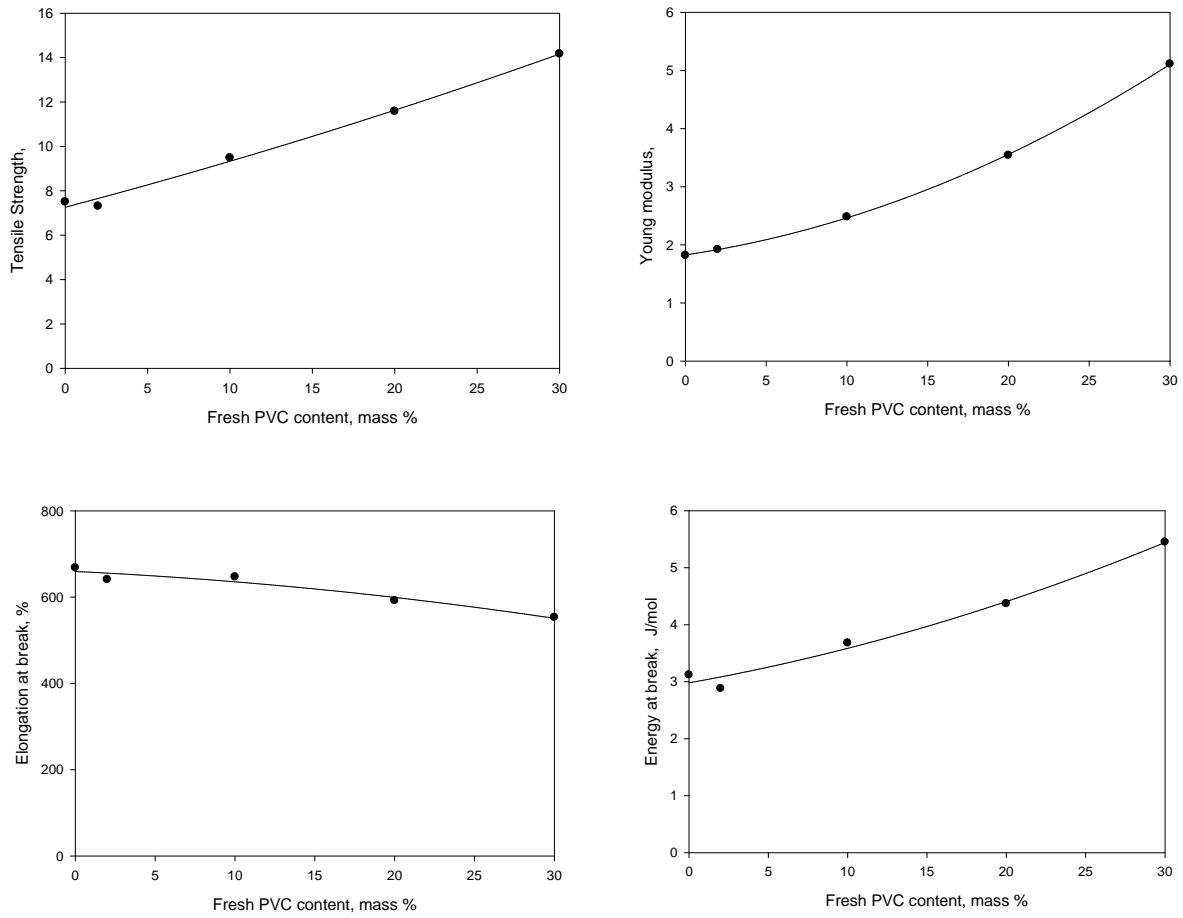 16
14
12
10
8
6
4
2
0
Tensile Strength,
0 5 10 15 20 25 30
Fresh PVC content, mass %
6
5
4
3
2
1
0
Young modulus,
0 5 10 15 20 25 30
Fresh PVC content, mass %
800
600
400
200
0
Elongation at break, %
0 5 10 15 20 25 30
Fresh PVC content, mass %
6
5
4
3
2
1
0
Energy at break, J/mol
0 5 10 15 20 25 30
Fresh PVC content, mass %